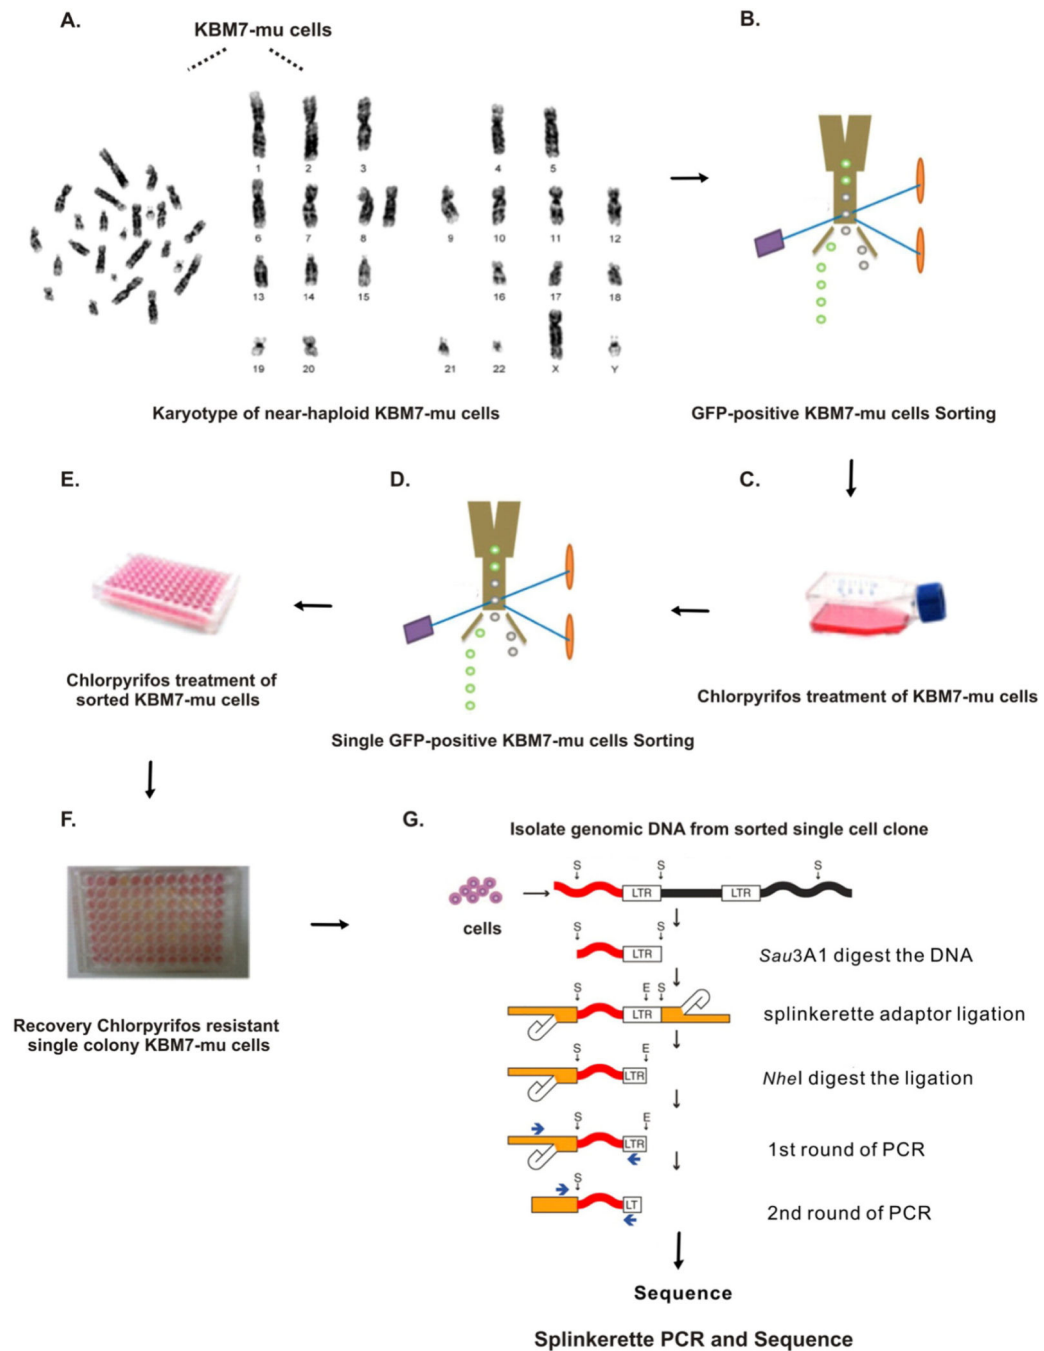 A.
KBM7-mu cells
1 2 3 4 5
6 7 8 9 10 11 12
13 14 15 16 17 18
19 20 21 22 X Y
Karyotype of near-haploid KBM7-mu cells
B.
GFP-positive KBM7-mu cells Sorting
C.
Chlorpyrifos treatment of KBM7-mu cells
D.
Single GFP-positive KBM7-mu cells Sorting
E.
Chlorpyrifos treatment of
sorted KBM7-mu cells
F.
Recovery Chlorpyrifos resistant
single colony KBM7-mu cells
G.
Isolate genomic DNA from sorted single cell clone
cells
S S S
LTR LTR
S S
LTR
Sau3A1 digest the DNA
S E S
LTR
splinkerette adaptor ligation
S E
LTR
NheI digest the ligation
S E
LTR
1st round of PCR
S
LT
2nd round of PCR
Sequence
Splinkerette PCR and Sequence